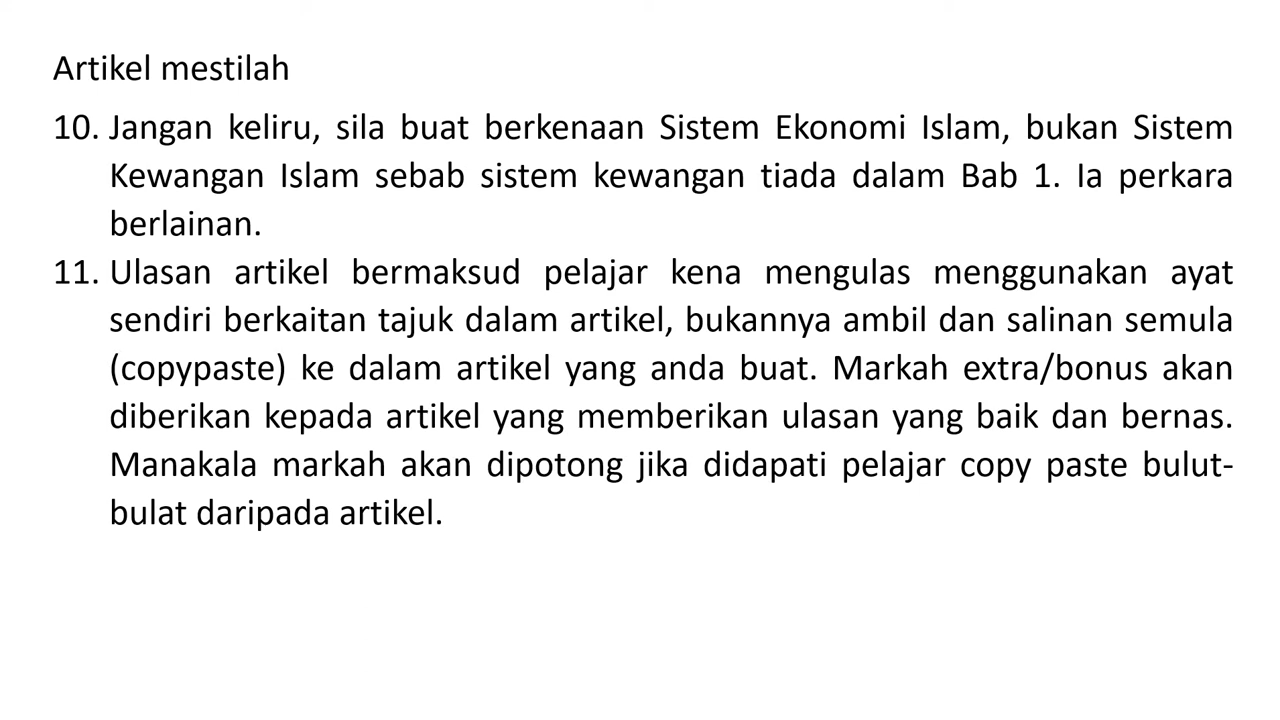 Artikel mestilah
10. Jangan keliru, sila buat berkenaan Sistem Ekonomi Islam, bukan Sistem
Kewangan Islam sebab sistem kewangan tiada dalam Bab 1. Ia perkara
berlainan.
11. Ulasan artikel bermaksud pelajar kena mengulas menggunakan ayat
sendiri berkaitan tajuk dalam artikel, bukannya ambil dan salinan semula
(copypaste) ke dalam artikel yang anda buat. Markah extra/bonus akan
diberikan kepada artikel yang memberikan ulasan yang baik dan bernas.
Manakala markah akan dipotong jika didapati pelajar copy paste bulut-
bulat daripada artikel.